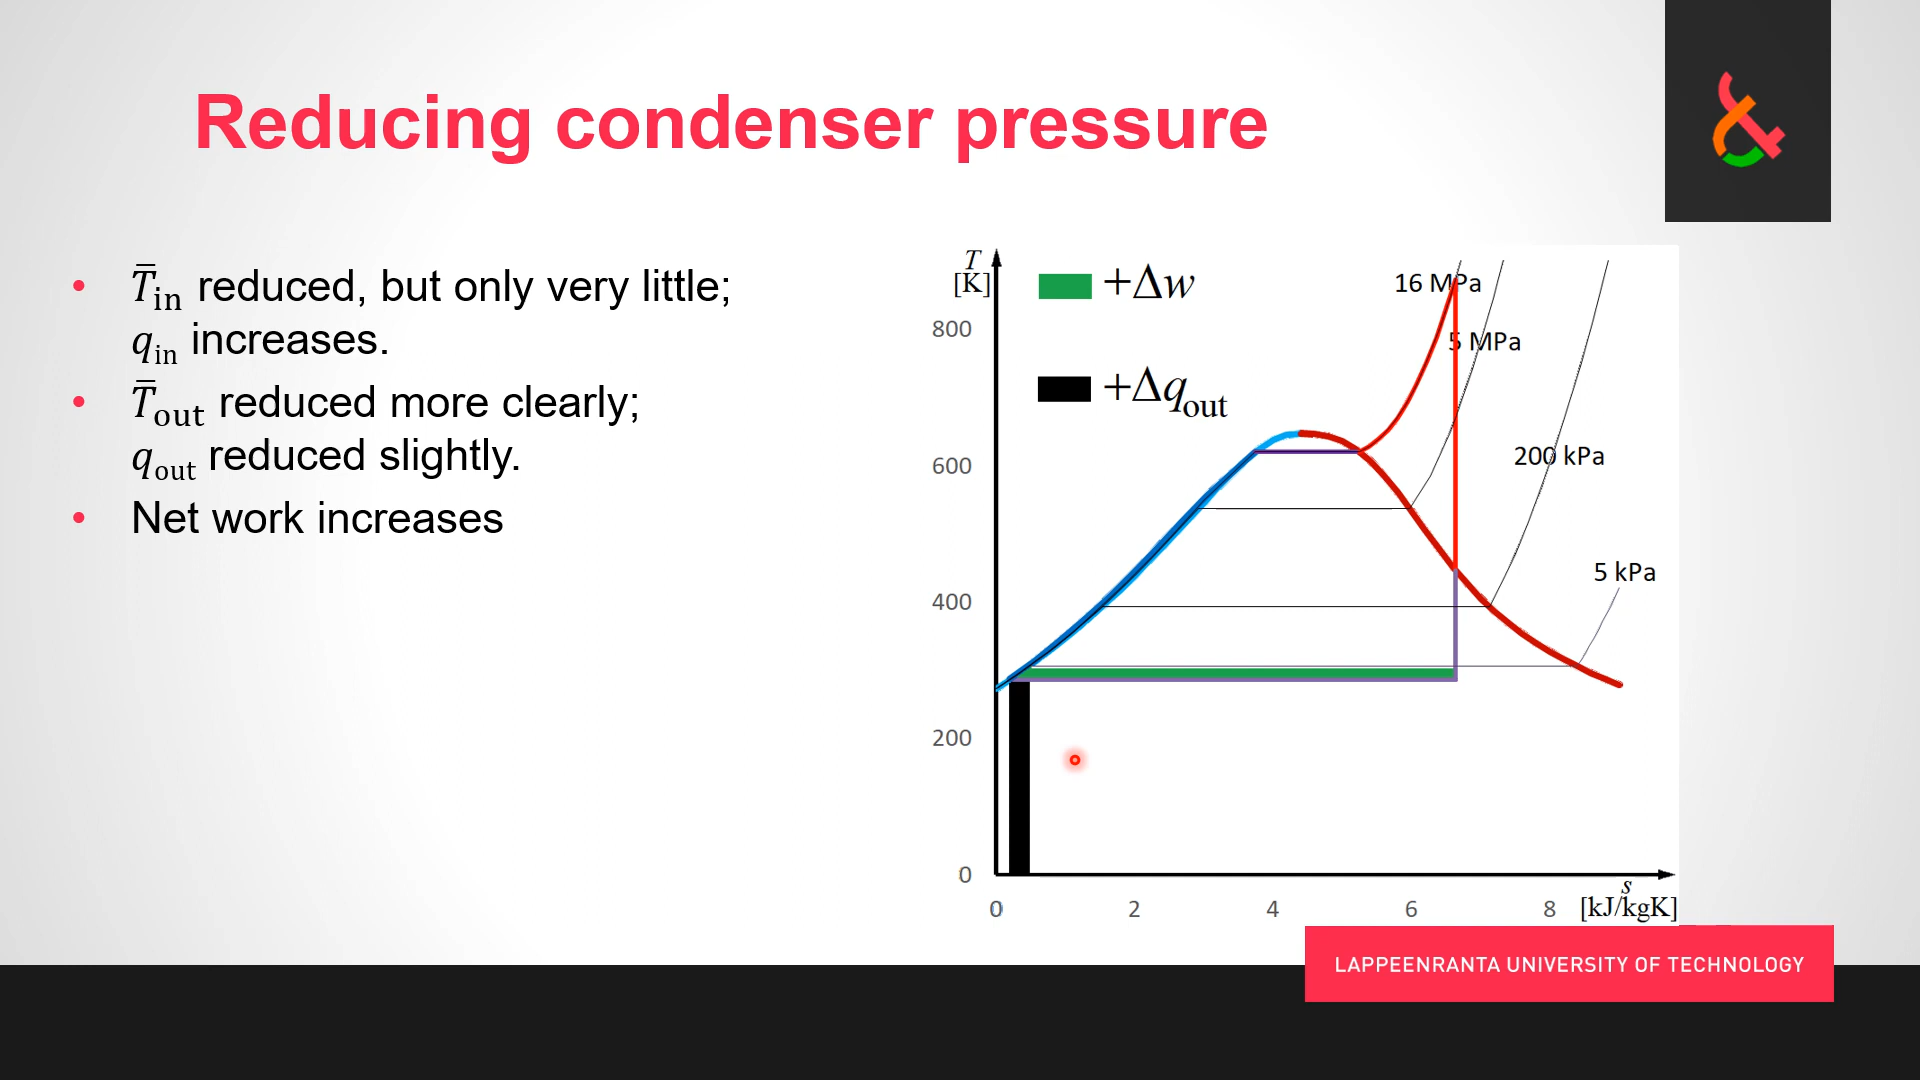 Reducing condenser pressure
• T̅in reduced, but only very little;
qin increases.
• T̅out reduced more clearly;
qout reduced slightly.
• Net work increases
T
[K]
+Δw
+Δqout
16 MPa
5 MPa
200 kPa
5 kPa
800
600
400
200
0
0 2 4 6 8
s
[kJ/kgK]
LAPPEENRANTA UNIVERSITY OF TECHNOLOGY